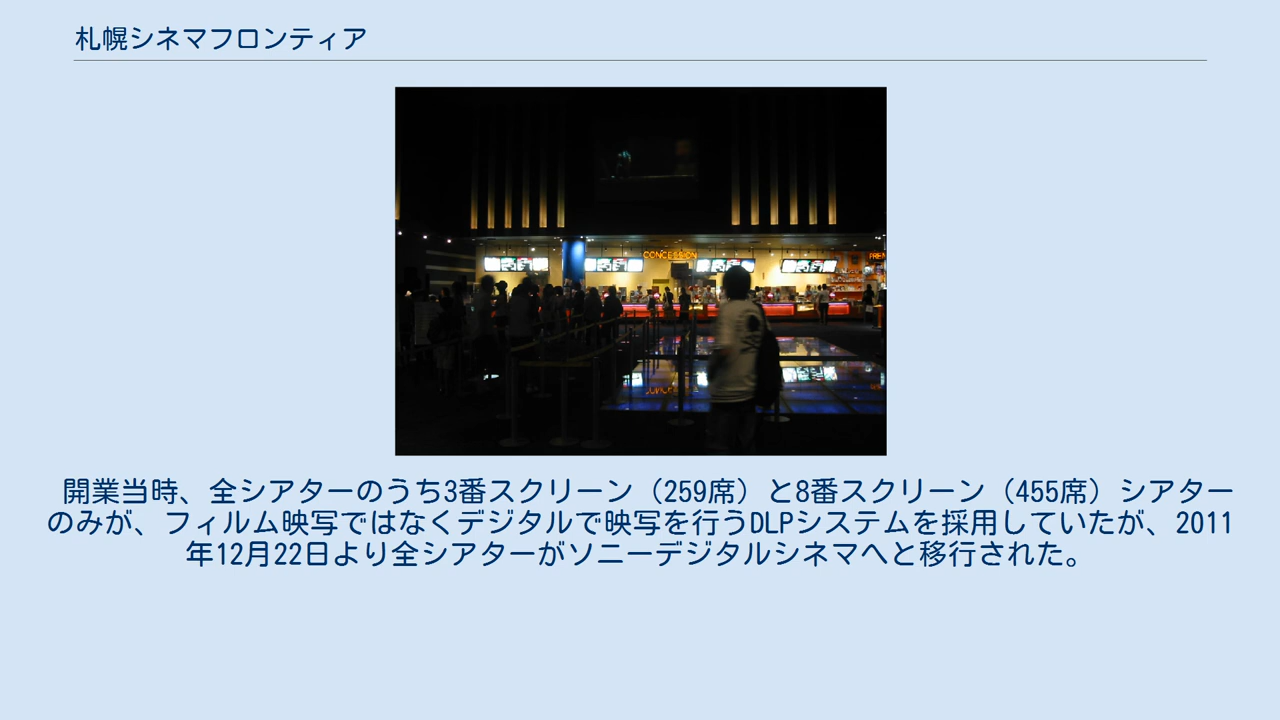 札幌シネマフロンティア
CONCESSION
開業当時、全シアターのうち3番スクリーン（259席）と8番スクリーン（455席）シアター
のみが、フィルム映写ではなくデジタルで映写を行うDLPシステムを採用していたが、2011
年12月22日より全シアターがソニーデジタルシネマへと移行された。